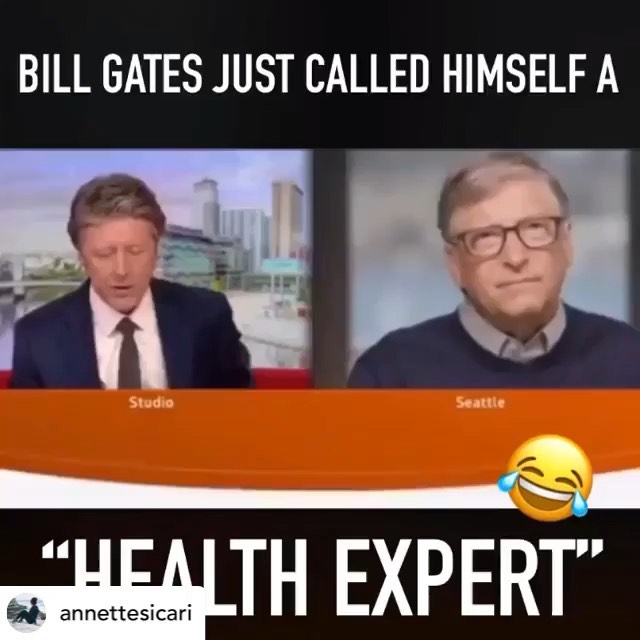 BILL GATES JUST CALLED HIMSELF A
Studio
Seattle
“HEALTH EXPERT”
annettesicari